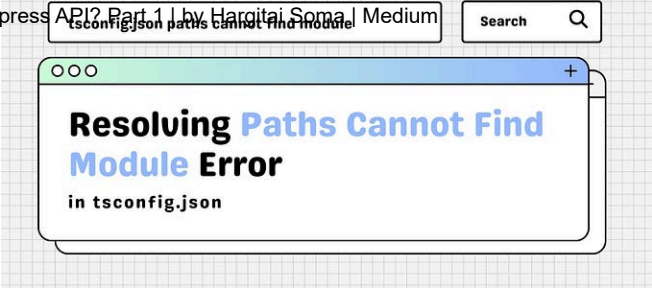 press API? Part 1 | by Hargitai Soma | Medium
tsconfig.json paths cannot find module
Search
Resolving Paths Cannot Find
Module Error
in tsconfig.json